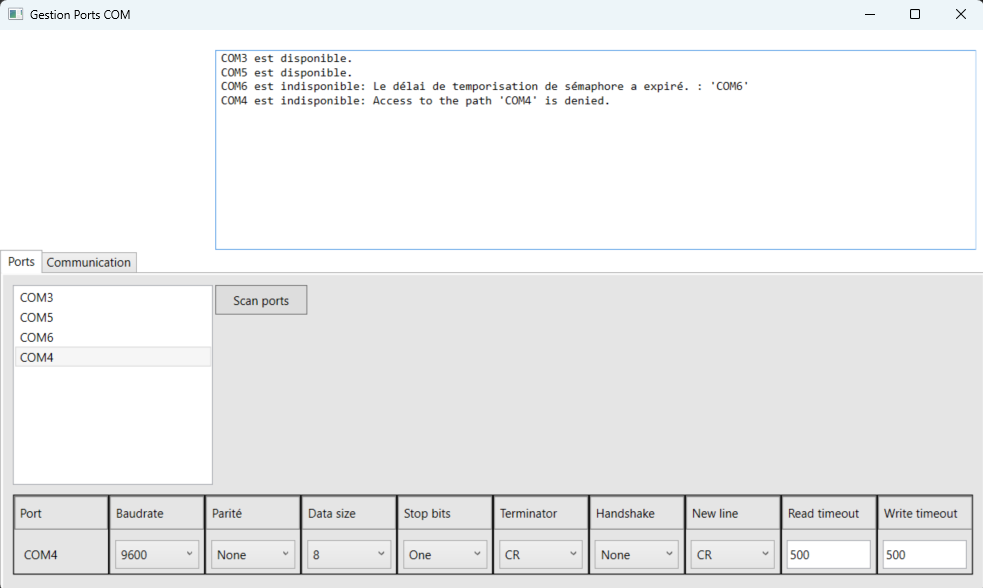 Gestion Ports COM
COM3 est disponible.
COM5 est disponible.
COM6 est indisponible: Le délai de temporisation de sémaphore a expiré. : 'COM6'
COM4 est indisponible: Access to the path 'COM4' is denied.
Ports Communication
COM3
COM5
COM6
COM4
Scan ports
Port Baudrate Parité Data size Stop bits Terminator Handshake New line Read timeout Write timeout
COM4 9600 None 8 One CR None CR 500 500